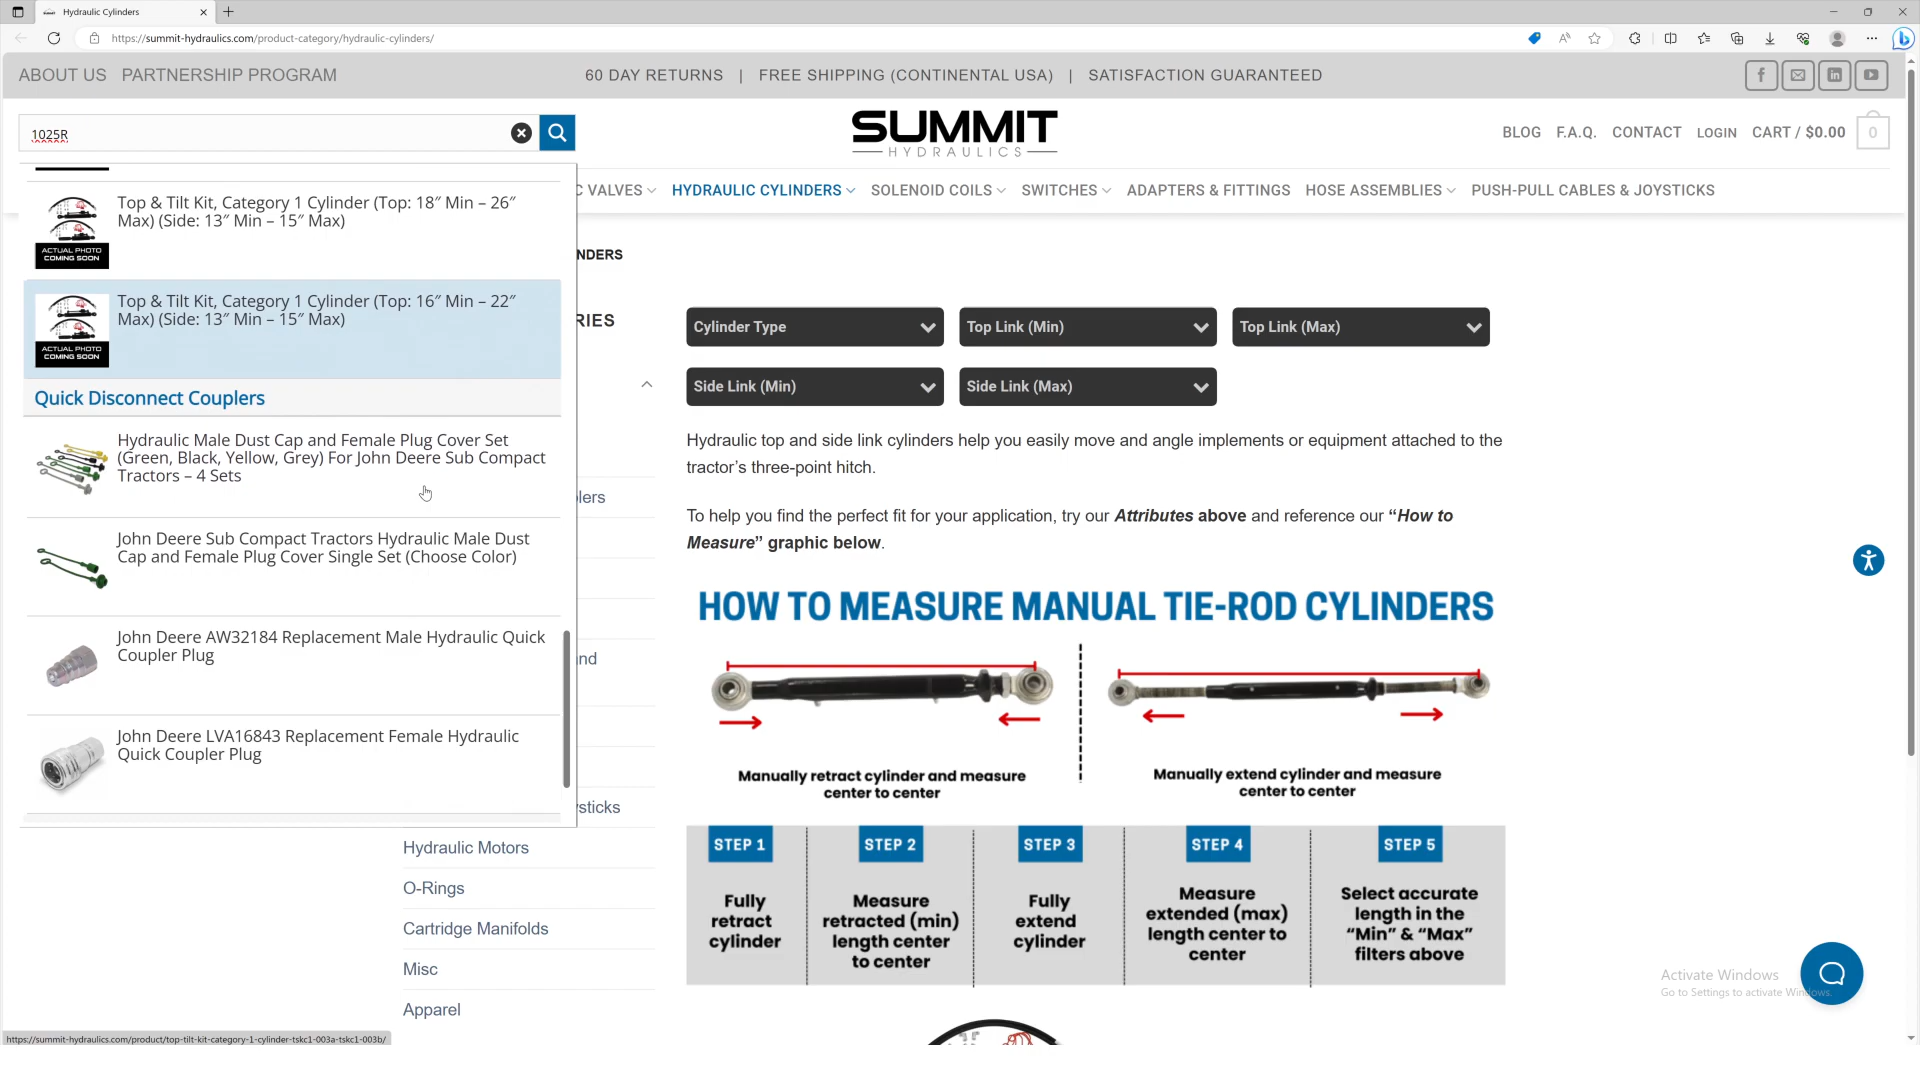 Hydraulic Cylinders
https://summit-hydraulics.com/product-category/hydraulic-cylinders/
ABOUT US PARTNERSHIP PROGRAM
60 DAY RETURNS | FREE SHIPPING (CONTINENTAL USA) | SATISFACTION GUARANTEED
1025R
SUMMIT
HYDRAULICS
BLOG F.A.Q. CONTACT LOGIN CART / $0.00 0
C VALVES HYDRAULIC CYLINDERS SOLENOID COILS SWITCHES ADAPTERS & FITTINGS HOSE ASSEMBLIES PUSH-PULL CABLES & JOYSTICKS
Top & Tilt Kit, Category 1 Cylinder (Top: 18″ Min – 26″
Max) (Side: 13″ Min – 15″ Max)
ACTUAL PHOTO
COMING SOON
Top & Tilt Kit, Category 1 Cylinder (Top: 16″ Min – 22″
Max) (Side: 13″ Min – 15″ Max)
ACTUAL PHOTO
COMING SOON
Quick Disconnect Couplers
Hydraulic Male Dust Cap and Female Plug Cover Set
(Green, Black, Yellow, Grey) For John Deere Sub Compact
Tractors – 4 Sets
John Deere Sub Compact Tractors Hydraulic Male Dust
Cap and Female Plug Cover Single Set (Choose Color)
John Deere AW32184 Replacement Male Hydraulic Quick
Coupler Plug
John Deere LVA16843 Replacement Female Hydraulic
Quick Coupler Plug
NDERS
RIES
lers
nd
sticks
Hydraulic Motors
O-Rings
Cartridge Manifolds
Misc
Apparel
Cylinder Type Top Link (Min) Top Link (Max)
Side Link (Min) Side Link (Max)
Hydraulic top and side link cylinders help you easily move and angle implements or equipment attached to the
tractor’s three-point hitch.
To help you find the perfect fit for your application, try our Attributes above and reference our “How to
Measure” graphic below.
HOW TO MEASURE MANUAL TIE-ROD CYLINDERS
Manually retract cylinder and measure
center to center
Manually extend cylinder and measure
center to center
STEP 1
Fully
retract
cylinder
STEP 2
Measure
retracted (min)
length center
to center
STEP 3
Fully
extend
cylinder
STEP 4
Measure
extended (max)
length center to
center
STEP 5
Select accurate
length in the
“Min” & “Max”
filters above
Activate Windows
Go to Settings to activate Windows.
https://summit-hydraulics.com/product/top-tilt-kit-category-1-cylinder-tskc1-003a-tskc1-003b/